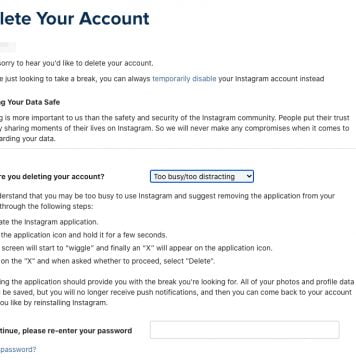 lete Your Account
sorry to hear you'd like to delete your account.
e just looking to take a break, you can always temporarily disable your Instagram account instead
ng Your Data Safe
g is more important to us than the safety and security of the Instagram community. People put their trust
y sharing moments of their lives on Instagram. So we will never make any compromises when it comes to
arding your data.
re you deleting your account? Too busy/too distracting
derstand that you may be too busy to use Instagram and suggest removing the application from your
through the following steps:
ate the Instagram application.
the application icon and hold it for a few seconds.
screen will start to "wiggle" and finally an "X" will appear on the application icon.
on the "X" and when asked whether to proceed, select "Delete".
ing the application should provide you with the break you're looking for. All of your photos and profile data
be saved, but you will no longer receive push notifications, and then you can come back to your account
ou like by reinstalling Instagram.
tinue, please re-enter your password
password?